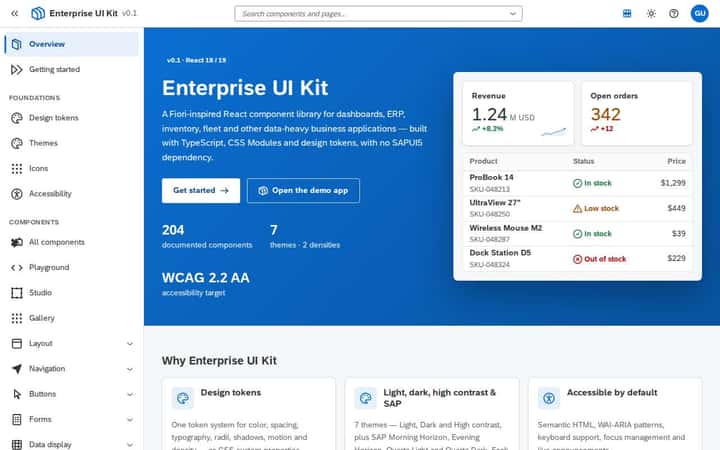 Enterprise UI Kit v0.1
Search components and pages...
GU
Overview
Getting started
FOUNDATIONS
Design tokens
Themes
Icons
Accessibility
COMPONENTS
All components
Playground
Studio
Gallery
Layout
Navigation
Buttons
Forms
Data display
v0.1 · React 18 / 19
Enterprise UI Kit
A Fiori-inspired React component library for dashboards, ERP,
inventory, fleet and other data-heavy business applications — built
with TypeScript, CSS Modules and design tokens, with no SAPUI5
dependency.
Get started
Open the demo app
204
documented components
7
themes · 2 densities
WCAG 2.2 AA
accessibility target
Revenue
1.24 M USD
+8.2%
Open orders
342
+12
Product Status Price
ProBook 14
SKU-048213
In stock
$1,299
UltraView 27"
SKU-048250
Low stock
$449
Wireless Mouse M2
SKU-048287
In stock
$39
Dock Station D5
SKU-048324
Out of stock
$229
Why Enterprise UI Kit
Design tokens
One token system for color, spacing,
typography, radii, shadows, motion and
Light, dark, high contrast &
SAP
7 themes — Light, Dark and High contrast,
plus SAP Morning Horizon, Evening
Accessible by default
Semantic HTML, WAI-ARIA patterns,
keyboard support, focus management and